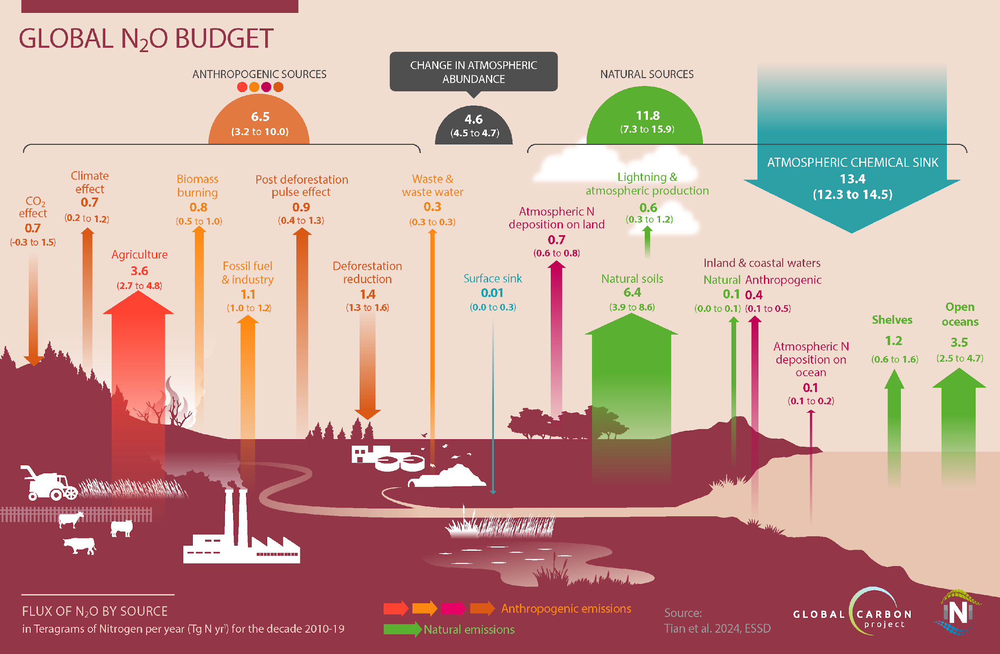 GLOBAL N₂O BUDGET
ANTHROPOGENIC SOURCES
6.5
(3.2 to 10.0)
CHANGE IN ATMOSPHERIC
ABUNDANCE
4.6
(4.5 to 4.7)
NATURAL SOURCES
11.8
(7.3 to 15.9)
ATMOSPHERIC CHEMICAL SINK
13.4
(12.3 to 14.5)
CO₂
effect
0.7
(-0.3 to 1.5)
Climate
effect
0.7
(0.2 to 1.2)
Agriculture
3.6
(2.7 to 4.8)
Biomass
burning
0.8
(0.5 to 1.0)
Fossil fuel
& industry
1.1
(1.0 to 1.2)
Post deforestation
pulse effect
0.9
(0.4 to 1.3)
Deforestation
reduction
1.4
(1.3 to 1.6)
Waste &
waste water
0.3
(0.3 to 0.3)
Surface sink
0.01
(0.0 to 0.3)
Atmospheric N
deposition on land
0.7
(0.6 to 0.8)
Lightning &
atmospheric production
0.6
(0.3 to 1.2)
Natural soils
6.4
(3.9 to 8.6)
Inland & coastal waters
Natural Anthropogenic
0.1 0.4
(0.0 to 0.1) (0.1 to 0.5)
Atmospheric N
deposition on
ocean
0.1
(0.1 to 0.2)
Shelves
1.2
(0.6 to 1.6)
Open
oceans
3.5
(2.5 to 4.7)
FLUX OF N₂O BY SOURCE
in Teragrams of Nitrogen per year (Tg N yr¹) for the decade 2010-19
Anthropogenic emissions
Natural emissions
Source:
Tian et al. 2024, ESSD
GLOBAL CARBON
project
N